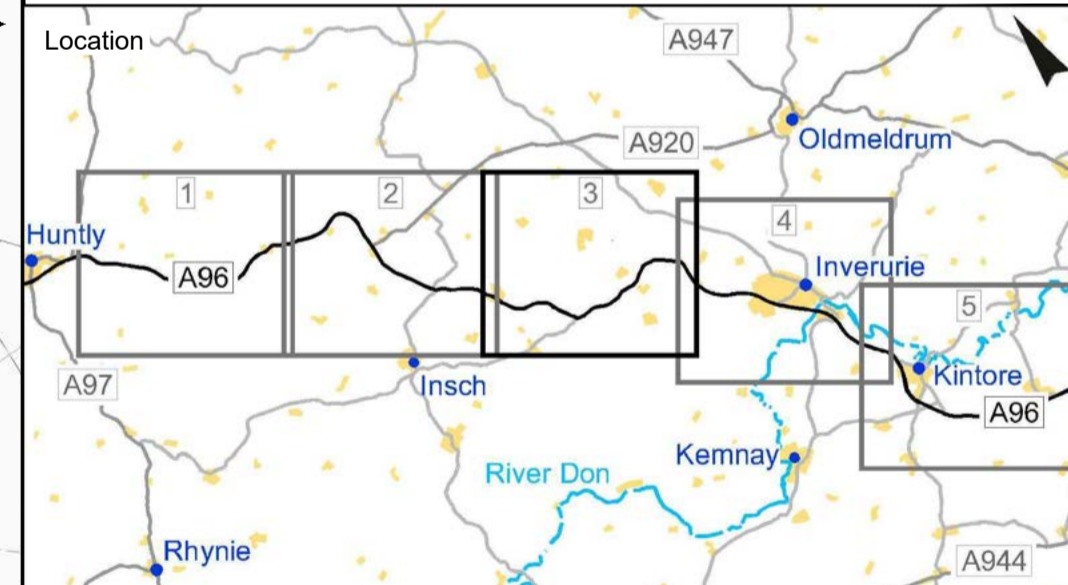 Location
A947
Oldmeldrum
A920
1
2
3
4
Huntly
A96
Inverurie
5
A97
Insch
Kintore
A96
Kemnay
River Don
Rhynie
A944